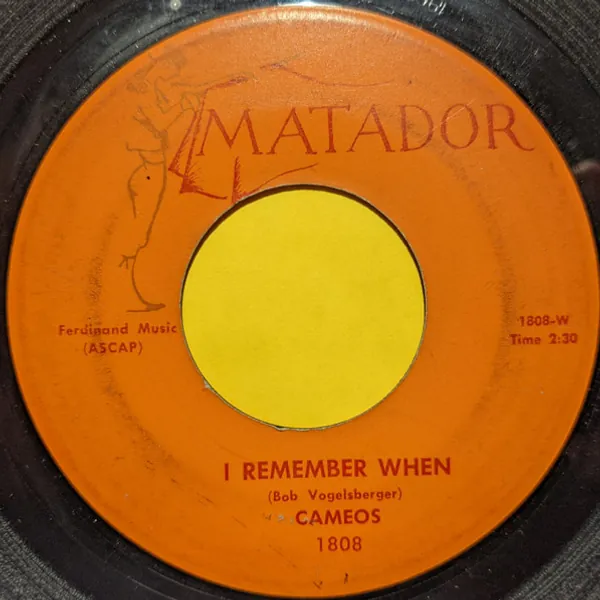 MATADOR
Ferdinand Music
(ASCAP)
1808-W
Time 2:30
I REMEMBER WHEN
(Bob Vogelsberger)
CAMEOS
1808